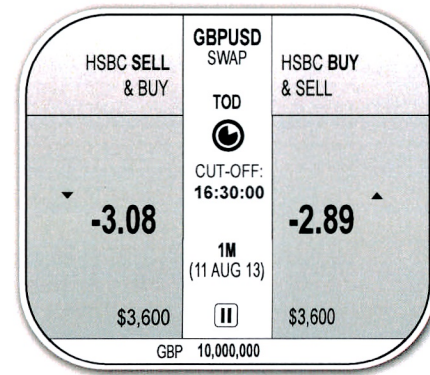 HSBC SELL
& BUY
GBPUSD
SWAP
HSBC BUY
& SELL
TOD
CUT-OFF:
16:30:00
-3.08
-2.89
1M
(11 AUG 13)
$3,600
$3,600
GBP 10,000,000